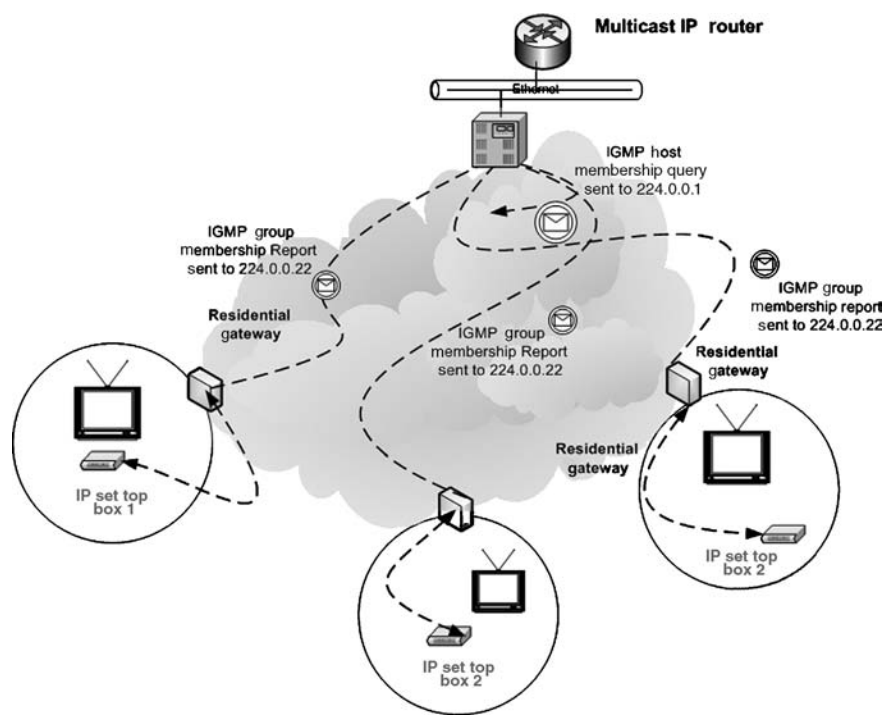 Multicast IP router
Ethernet
IGMP host
membership query
sent to 224.0.0.1
IGMP group
membership Report
sent to 224.0.0.22
Residential
gateway
IGMP group
membership Report
sent to 224.0.0.22
IGMP group
membership report
sent to 224.0.0.22
Residential
gateway
Residential
gateway
IP set top
box 1
IP set top
box 2
IP set top
box 2